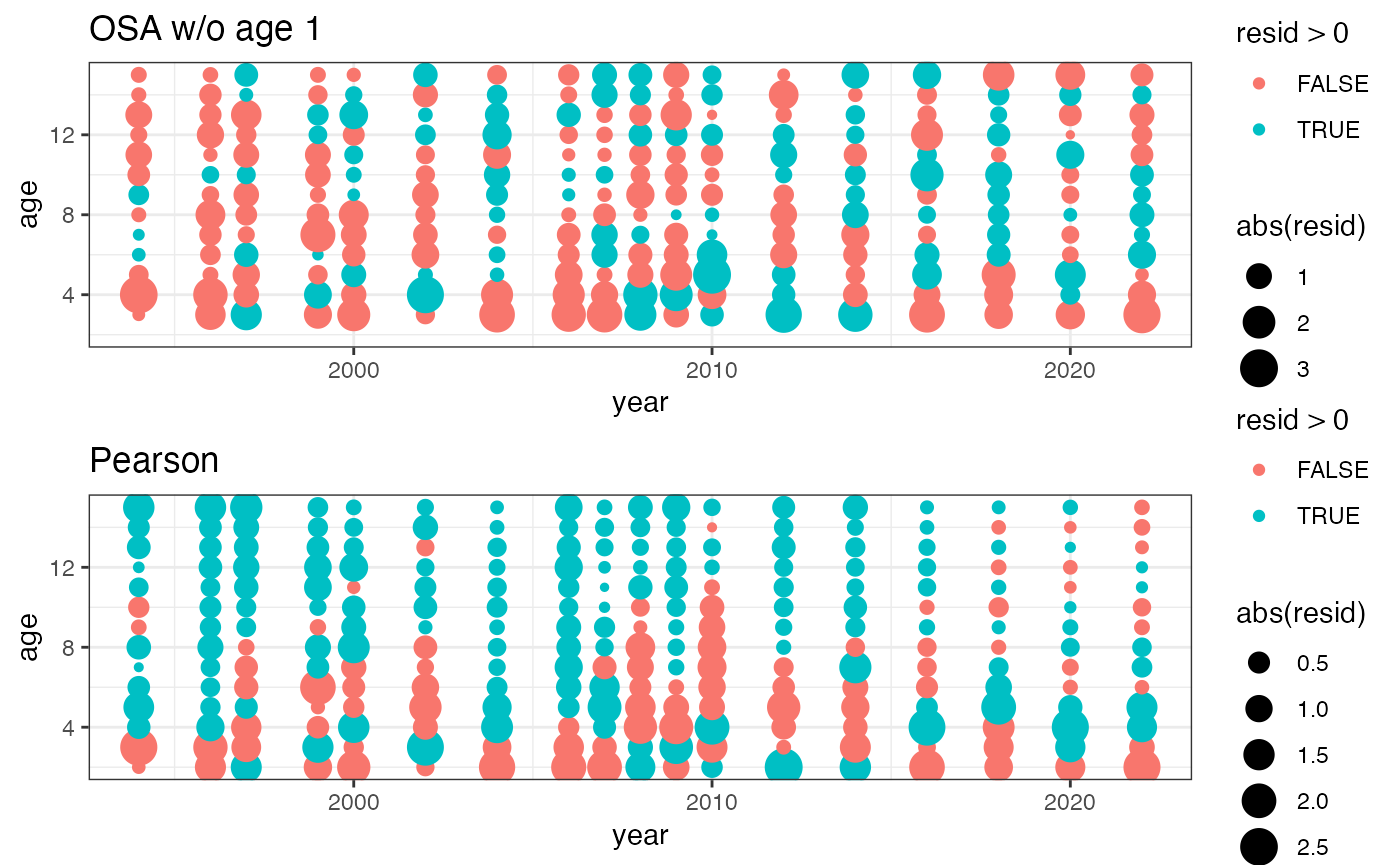 OSA w/o age 1
age
12
8
4
2000
2010
2020
year
resid > 0
FALSE
TRUE
abs(resid)
1
2
3
Pearson
age
12
8
4
2000
2010
2020
year
resid > 0
FALSE
TRUE
abs(resid)
0.5
1.0
1.5
2.0
2.5